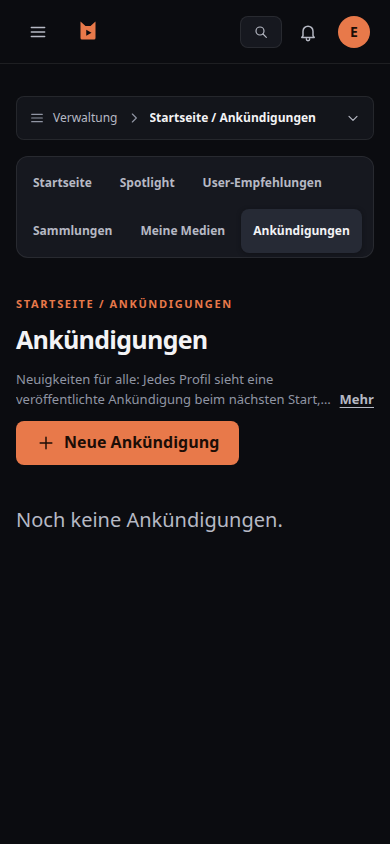 E
Verwaltung > Startseite / Ankündigungen
Startseite Spotlight User-Empfehlungen
Sammlungen Meine Medien Ankündigungen
STARTSEITE / ANKÜNDIGUNGEN
Ankündigungen
Neuigkeiten für alle: Jedes Profil sieht eine
veröffentlichte Ankündigung beim nächsten Start,… Mehr
+ Neue Ankündigung
Noch keine Ankündigungen.